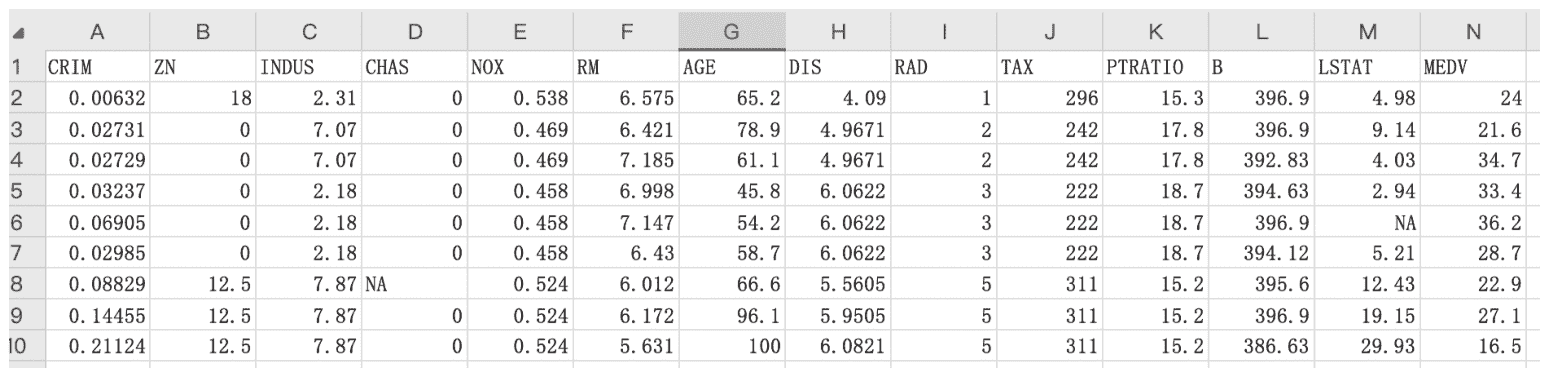 A B C D E F G H I J K L M N
1 CRIM ZN INDUS CHAS NOX RM AGE DIS RAD TAX PTRATIO B LSTAT MEDV
2 0.00632 18 2.31 0 0.538 6.575 65.2 4.09 1 296 15.3 396.9 4.98 24
3 0.02731 0 7.07 0 0.469 6.421 78.9 4.9671 2 242 17.8 396.9 9.14 21.6
4 0.02729 0 7.07 0 0.469 7.185 61.1 4.9671 2 242 17.8 392.83 4.03 34.7
5 0.03237 0 2.18 0 0.458 6.998 45.8 6.0622 3 222 18.7 394.63 2.94 33.4
6 0.06905 0 2.18 0 0.458 7.147 54.2 6.0622 3 222 18.7 396.9 NA 36.2
7 0.02985 0 2.18 0 0.458 6.43 58.7 6.0622 3 222 18.7 394.12 5.21 28.7
8 0.08829 12.5 7.87 NA 0.524 6.012 66.6 5.5605 5 311 15.2 395.6 12.43 22.9
9 0.14455 12.5 7.87 0 0.524 6.172 96.1 5.9505 5 311 15.2 396.9 19.15 27.1
10 0.21124 12.5 7.87 0 0.524 5.631 100 6.0821 5 311 15.2 386.63 29.93 16.5